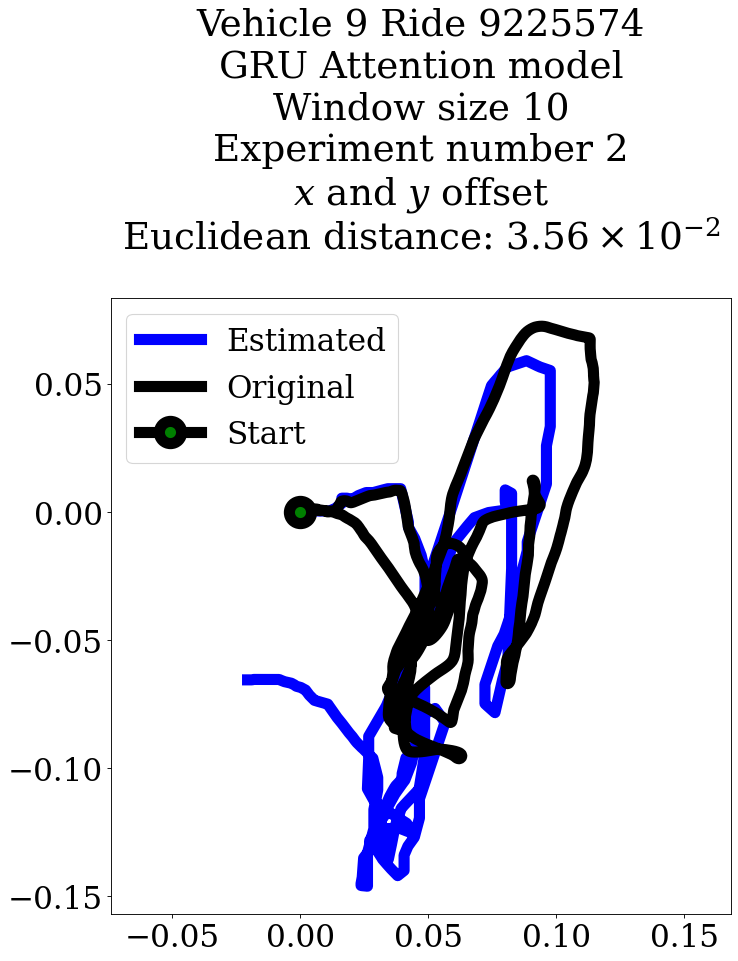 Vehicle 9 Ride 9225574
GRU Attention model
Window size 10
Experiment number 2
x and y offset
Euclidean distance: 3.56 × 10⁻²
Estimated
Original
Start
0.05
0.00
−0.05
−0.10
−0.15
−0.05 0.00 0.05 0.10 0.15